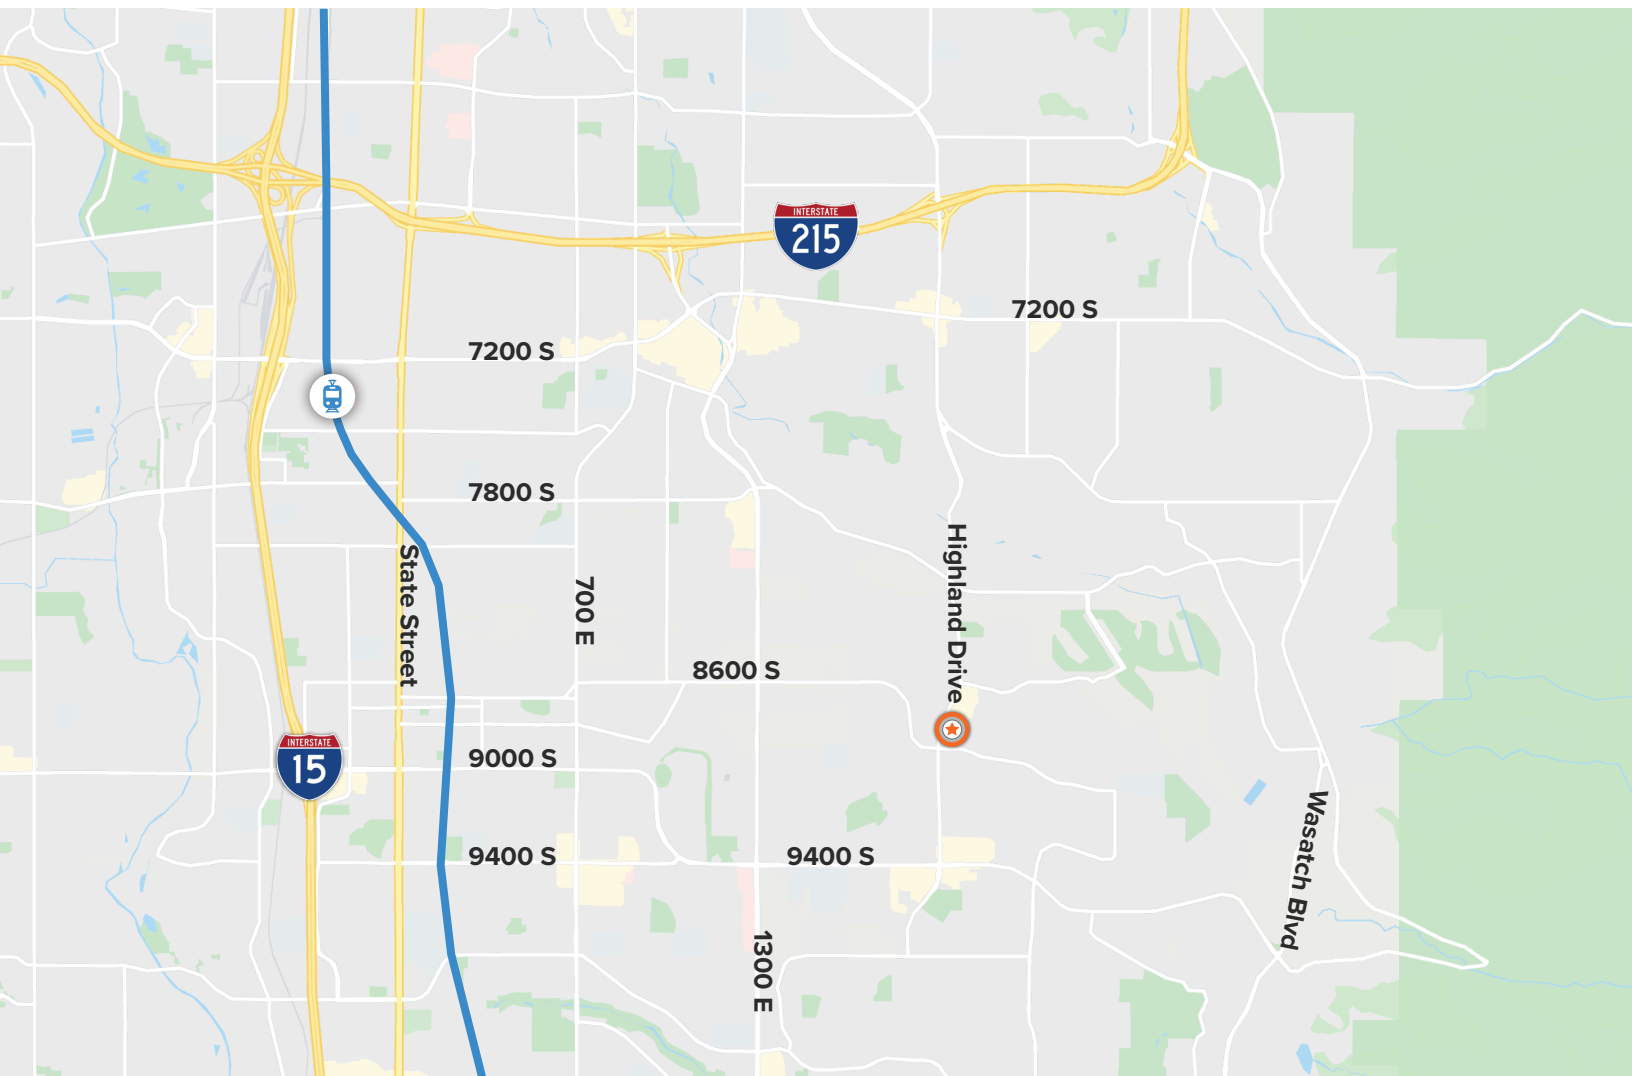 INTERSTATE
215
7200 S
7200 S
7800 S
Highland Drive
State Street
700 E
8600 S
INTERSTATE
15
9000 S
Wasatch Blvd
9400 S
9400 S
1300 E